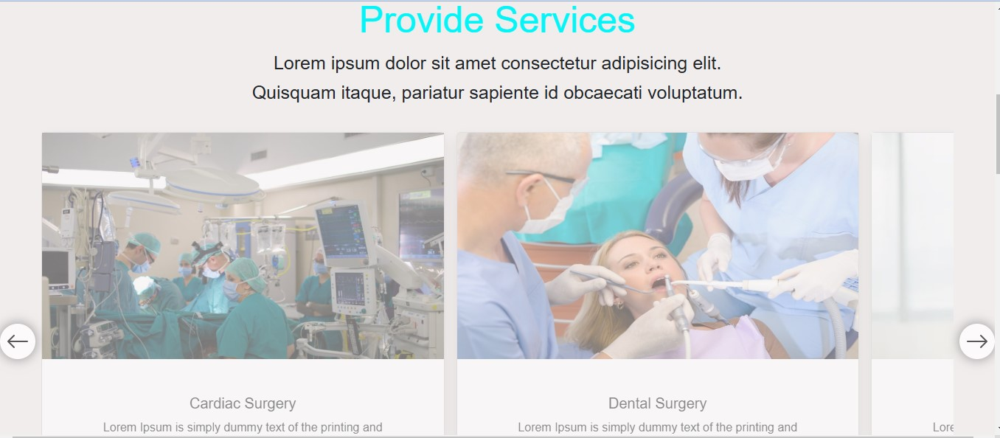 Provide Services
Lorem ipsum dolor sit amet consectetur adipisicing elit.
Quisquam itaque, pariatur sapiente id obcaecati voluptatum.
Cardiac Surgery
Lorem Ipsum is simply dummy text of the printing and
Dental Surgery
Lorem Ipsum is simply dummy text of the printing and